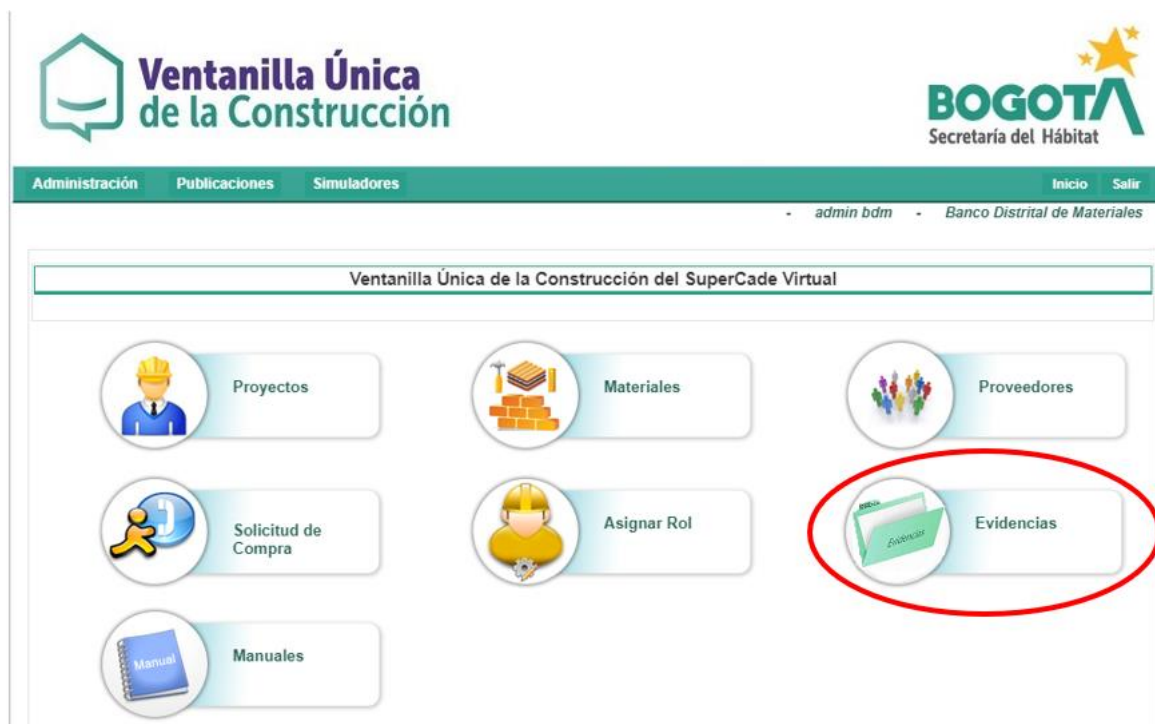 Ventanilla Única
de la Construcción
BOGOTÁ
Secretaría del Hábitat
Administración Publicaciones Simuladores Inicio Salir
- admin bdm - Banco Distrital de Materiales
Ventanilla Única de la Construcción del SuperCade Virtual
Proyectos
Materiales
Proveedores
Solicitud de
Compra
Asignar Rol
Evidencias
Evidencias
Manual
Manuales